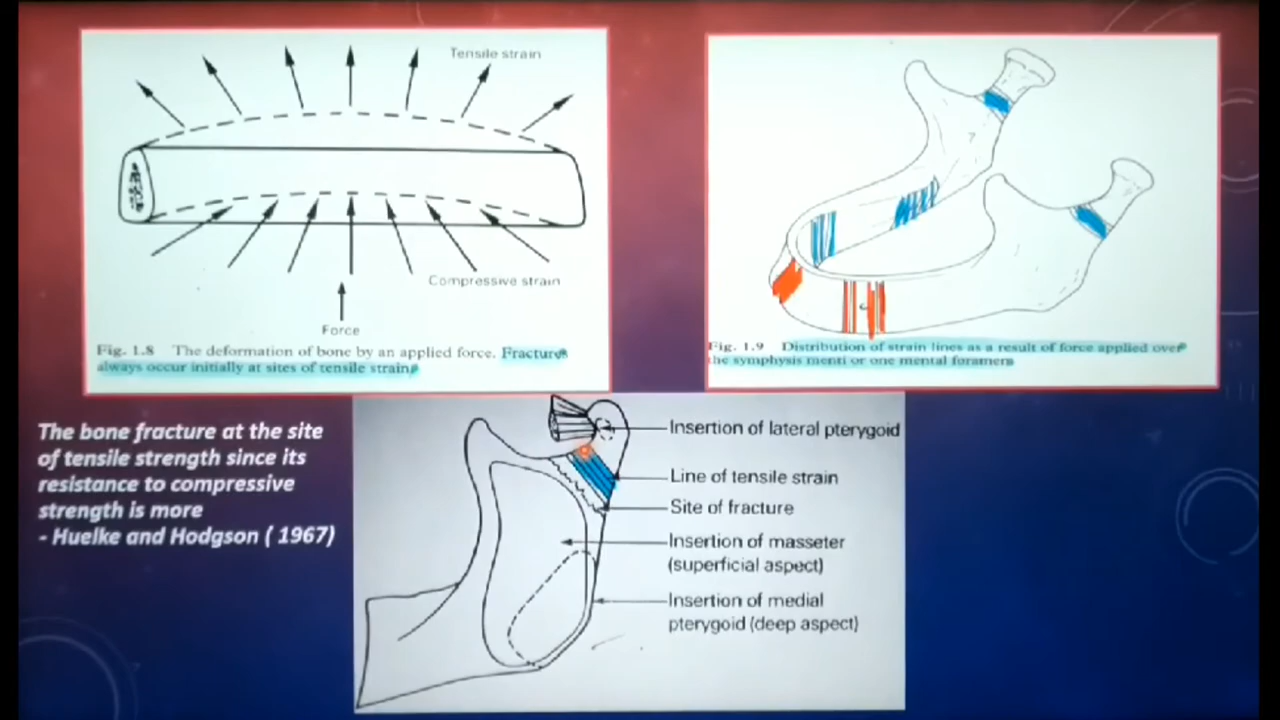 Tensile strain
Compressive strain
Force
Fig. 1.8 The deformation of bone by an applied force. Fractures
always occur initially at sites of tensile strain.
Fig. 1.9 Distribution of strain lines as a result of force applied over
the symphysis menti or one mental foramen
The bone fracture at the site
of tensile strength since its
resistance to compressive
strength is more
- Huelke and Hodgson ( 1967)
Insertion of lateral pterygoid
Line of tensile strain
Site of fracture
Insertion of masseter
(superficial aspect)
Insertion of medial
pterygoid (deep aspect)